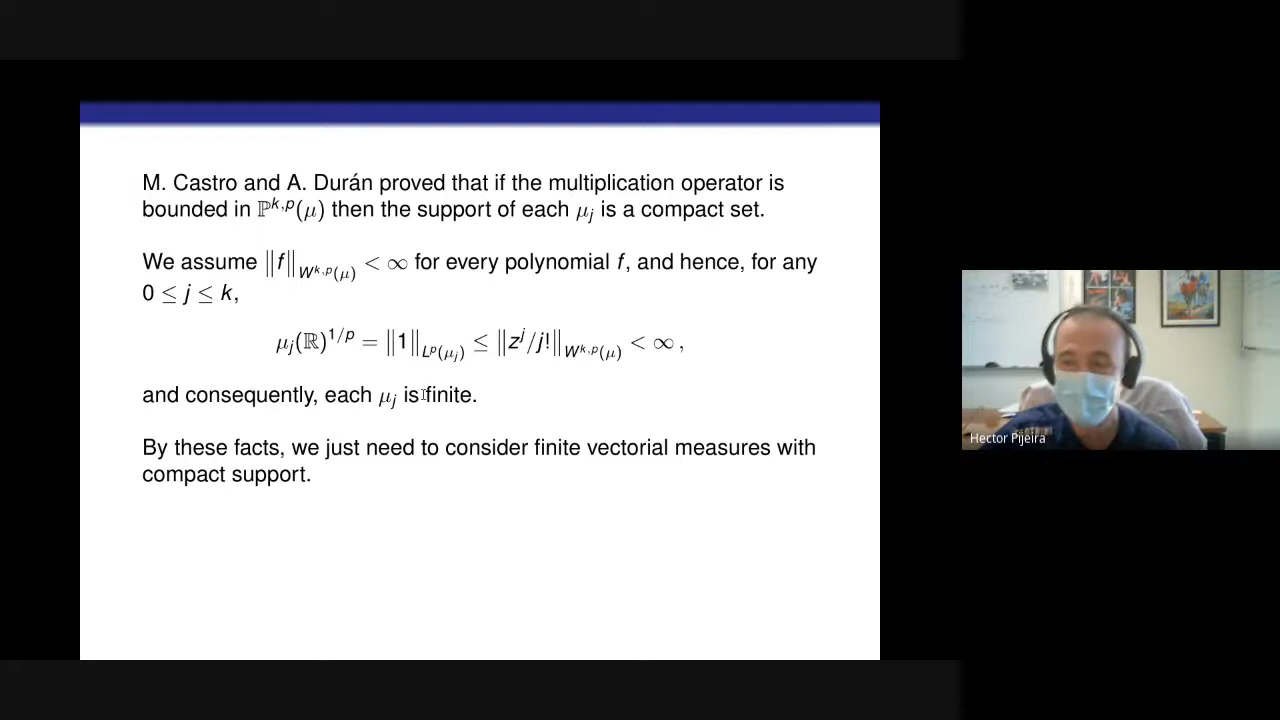 M. Castro and A. Durán proved that if the multiplication operator is
bounded in ℙ^{k,p}(μ) then the support of each μ_j is a compact set.
We assume ‖f‖_{W^{k,p}(μ)} < ∞ for every polynomial f, and hence, for any
0 ≤ j ≤ k,
μ_j(ℝ)^{1/p} = ‖1‖_{L^p(μ_j)} ≤ ‖z^j/j!‖_{W^{k,p}(μ)} < ∞ ,
and consequently, each μ_j is finite.
By these facts, we just need to consider finite vectorial measures with
compact support.
Hector Pijeira